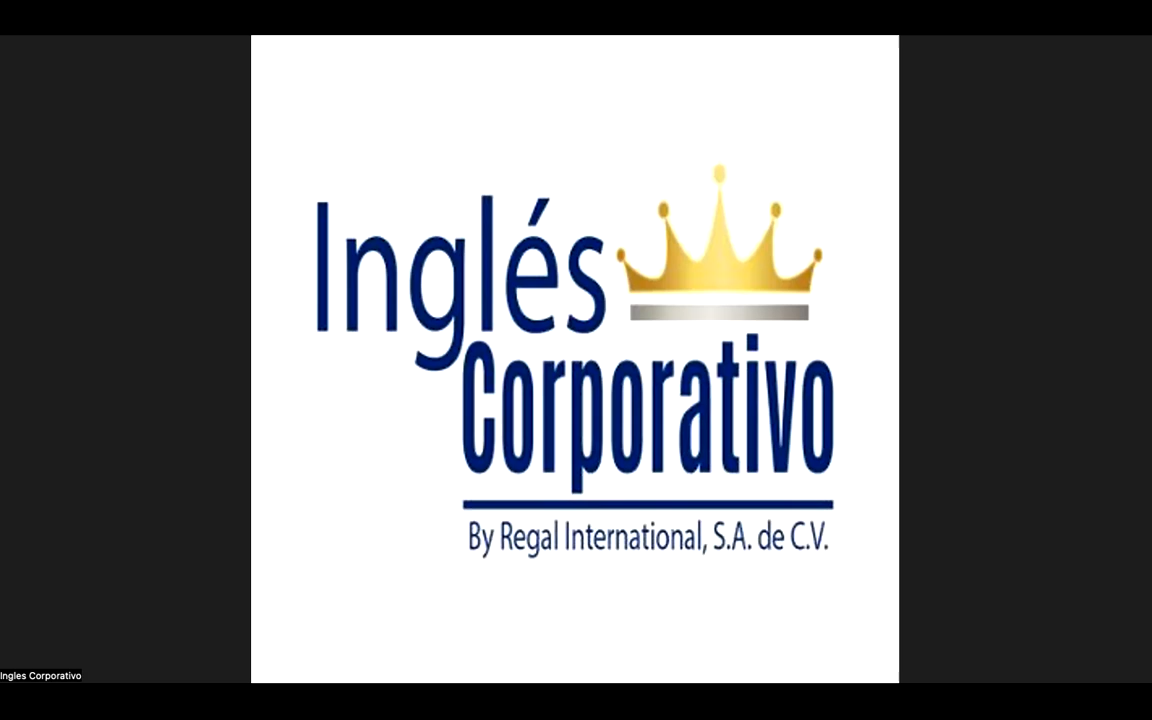 Inglés
Corporativo
By Regal International, S.A. de C.V.
Ingles Corporativo